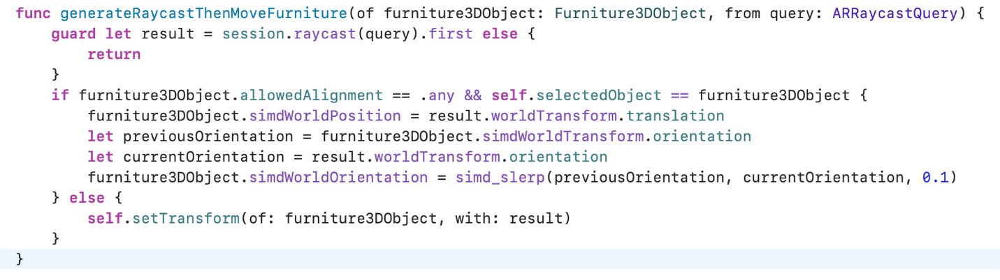 func generateRaycastThenMoveFurniture(of furniture3DObject: Furniture3DObject, from query: ARRaycastQuery) {
    guard let result = session.raycast(query).first else {
        return
    }
    if furniture3DObject.allowedAlignment == .any && self.selectedObject == furniture3DObject {
        furniture3DObject.simdWorldPosition = result.worldTransform.translation
        let previousOrientation = furniture3DObject.simdWorldTransform.orientation
        let currentOrientation = result.worldTransform.orientation
        furniture3DObject.simdWorldOrientation = simd_slerp(previousOrientation, currentOrientation, 0.1)
    } else {
        self.setTransform(of: furniture3DObject, with: result)
    }
}